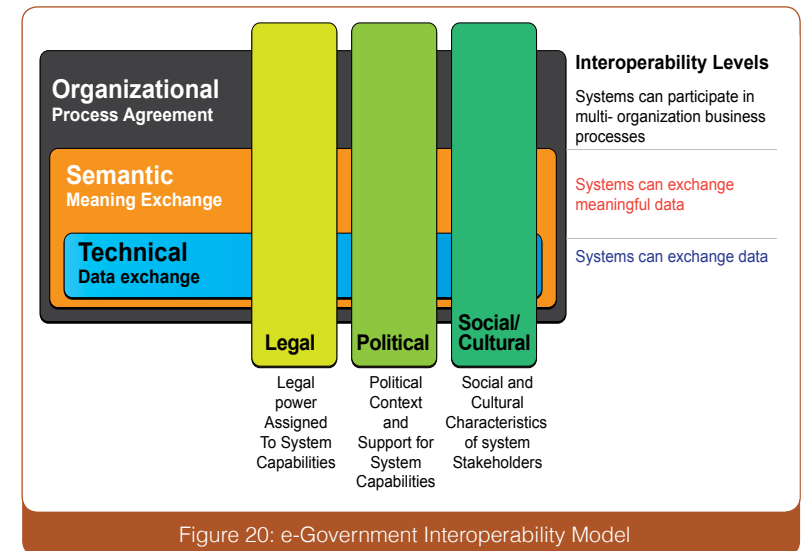 Organizational
Process Agreement
Semantic
Meaning Exchange
Technical
Data exchange
Legal
Political
Social/
Cultural
Legal
power
Assigned
To System
Capabilities
Political
Context
and
Support for
System
Capabilities
Social and
Cultural
Characteristics
of system
Stakeholders
Interoperability Levels
Systems can participate in
multi- organization business
processes
Systems can exchange
meaningful data
Systems can exchange data
Figure 20: e-Government Interoperability Model